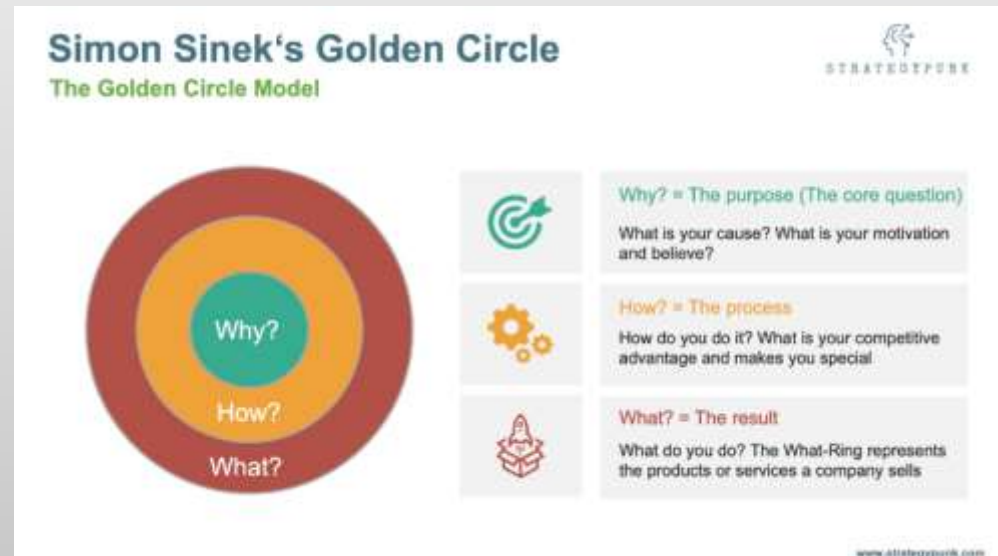 Simon Sinek‘s Golden Circle
The Golden Circle Model
STRATEGYPUNK
Why?
How?
What?
Why? = The purpose (The core question)
What is your cause? What is your motivation
and believe?
How? = The process
How do you do it? What is your competitive
advantage and makes you special
What? = The result
What do you do? The What-Ring represents
the products or services a company sells
www.strategypunk.com